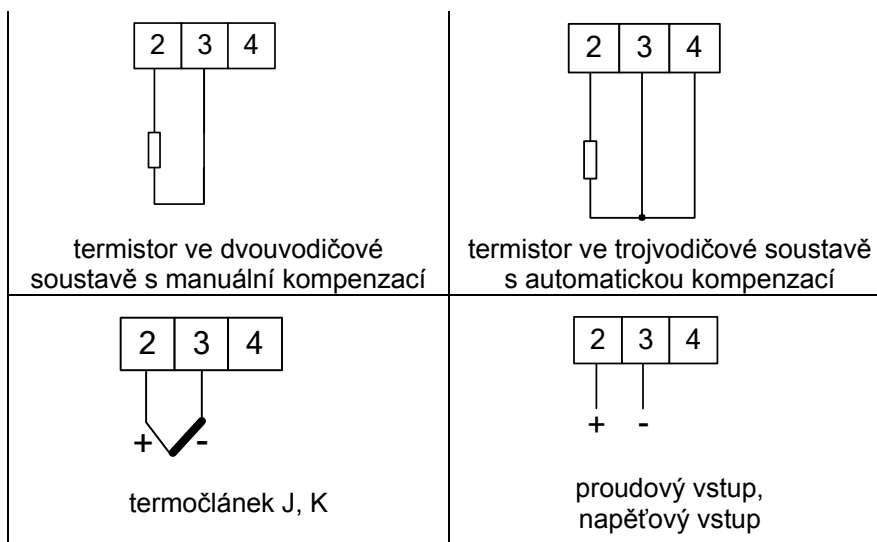 2 3 4
termistor ve dvouvodičové
soustavě s manuální kompenzací
2 3 4
termistor ve trojvodičové soustavě
s automatickou kompenzací
2 3 4
+ -
termočlánek J, K
2 3 4
+ -
proudový vstup,
napěťový vstup